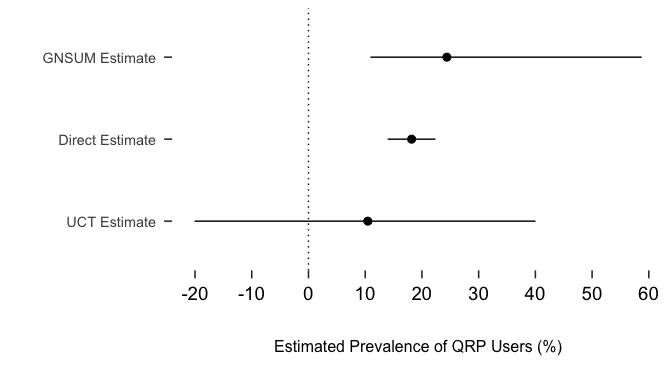 GNSUM Estimate
Direct Estimate
UCT Estimate
-20 -10 0 10 20 30 40 50 60
Estimated Prevalence of QRP Users (%)